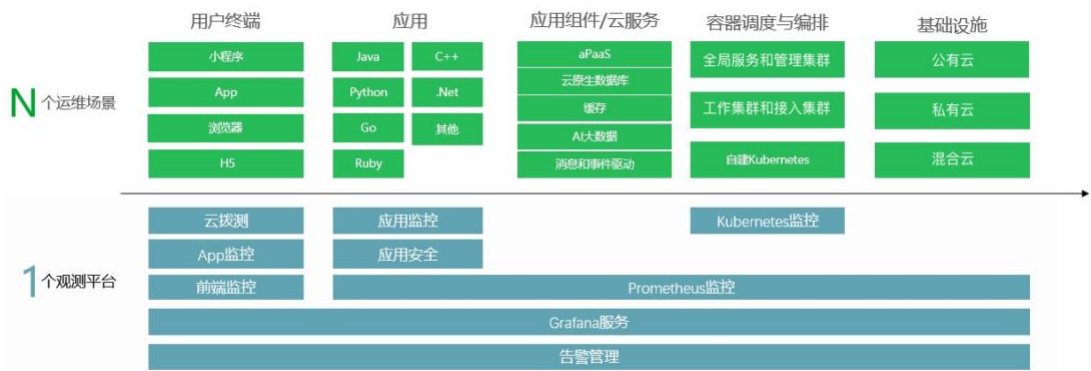 用户终端 应用 应用组件/云服务 容器调度与编排 基础设施
小程序 Java C++ aPaaS 全局服务和管理集群 公有云
云原生数据库
N个运维场景 App Python .Net 缓存 工作集群和接入集群 私有云
浏览器 Go 其他 AI大数据
H5 Ruby 消息和事件驱动 自建Kubernetes 混合云
云拨测 应用监控 Kubernetes监控
App监控 应用安全
1个观测平台 前端监控 Prometheus监控
Grafana服务
告警管理